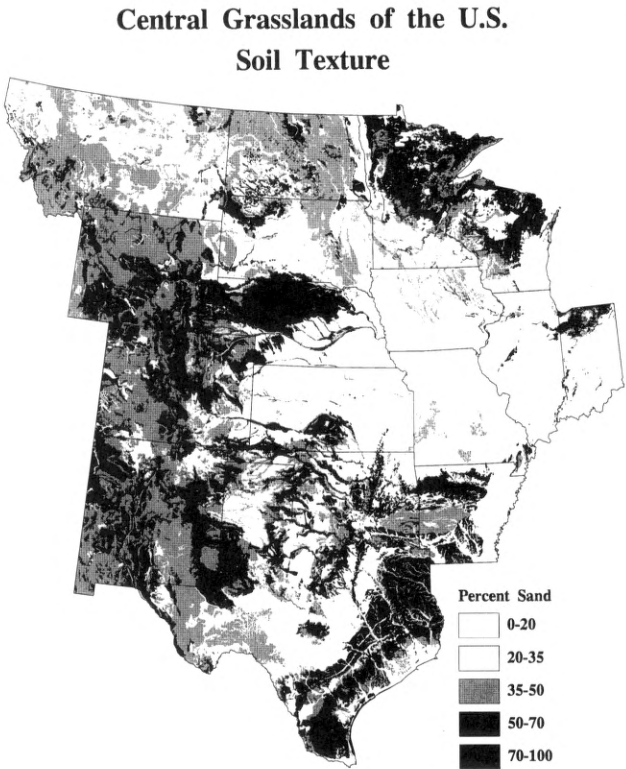 Central Grasslands of the U.S.
Soil Texture
Percent Sand
0-20
20-35
35-50
50-70
70-100